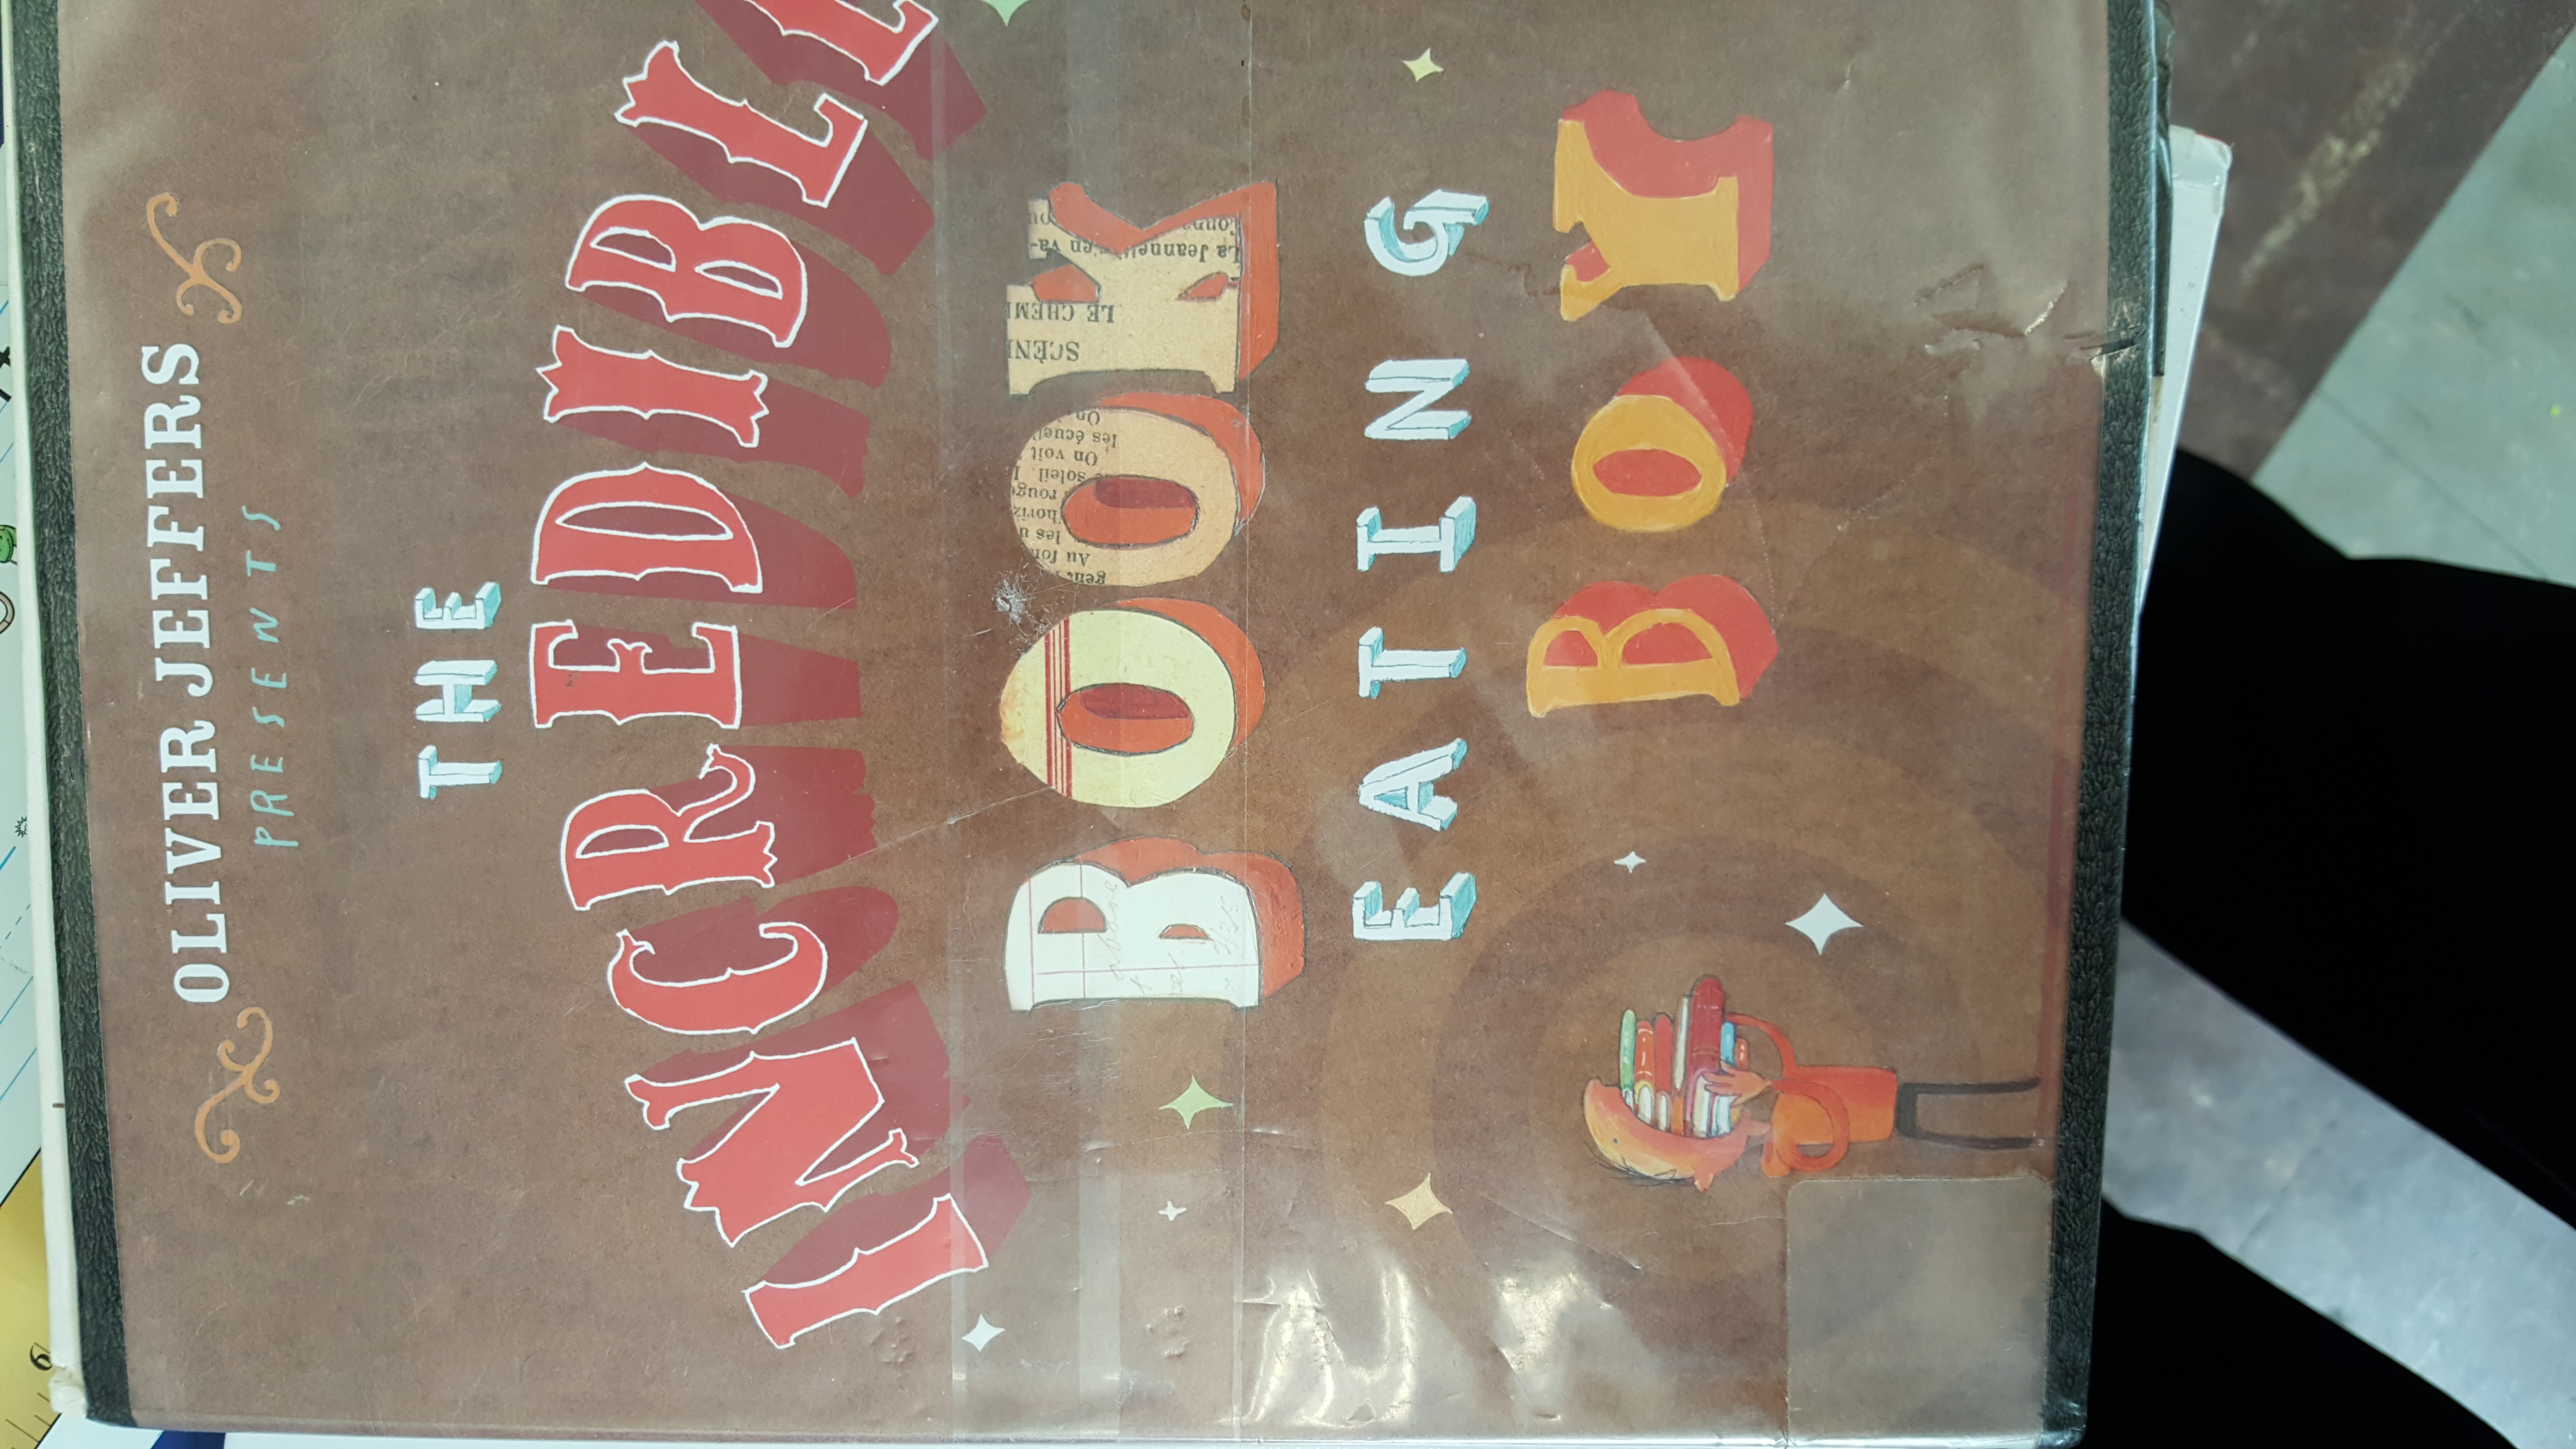 OLIVER JEFFERS
PRESENTS
THE
INCREDIBLE
BOOK
EATING
BOY